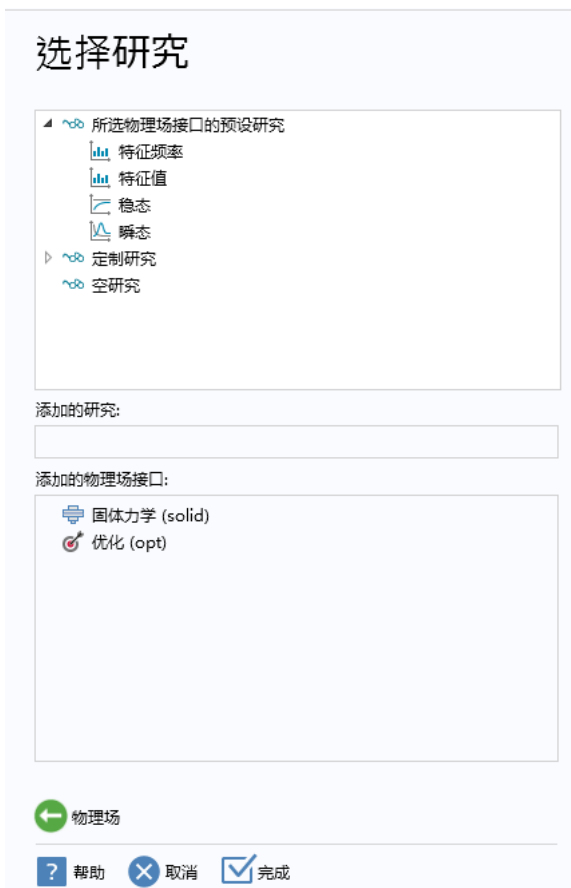 选择研究
所选物理场接口的预设研究
特征频率
特征值
稳态
瞬态
定制研究
空研究
添加的研究:
添加的物理场接口:
固体力学 (solid)
优化 (opt)
物理场
? 帮助 取消 完成